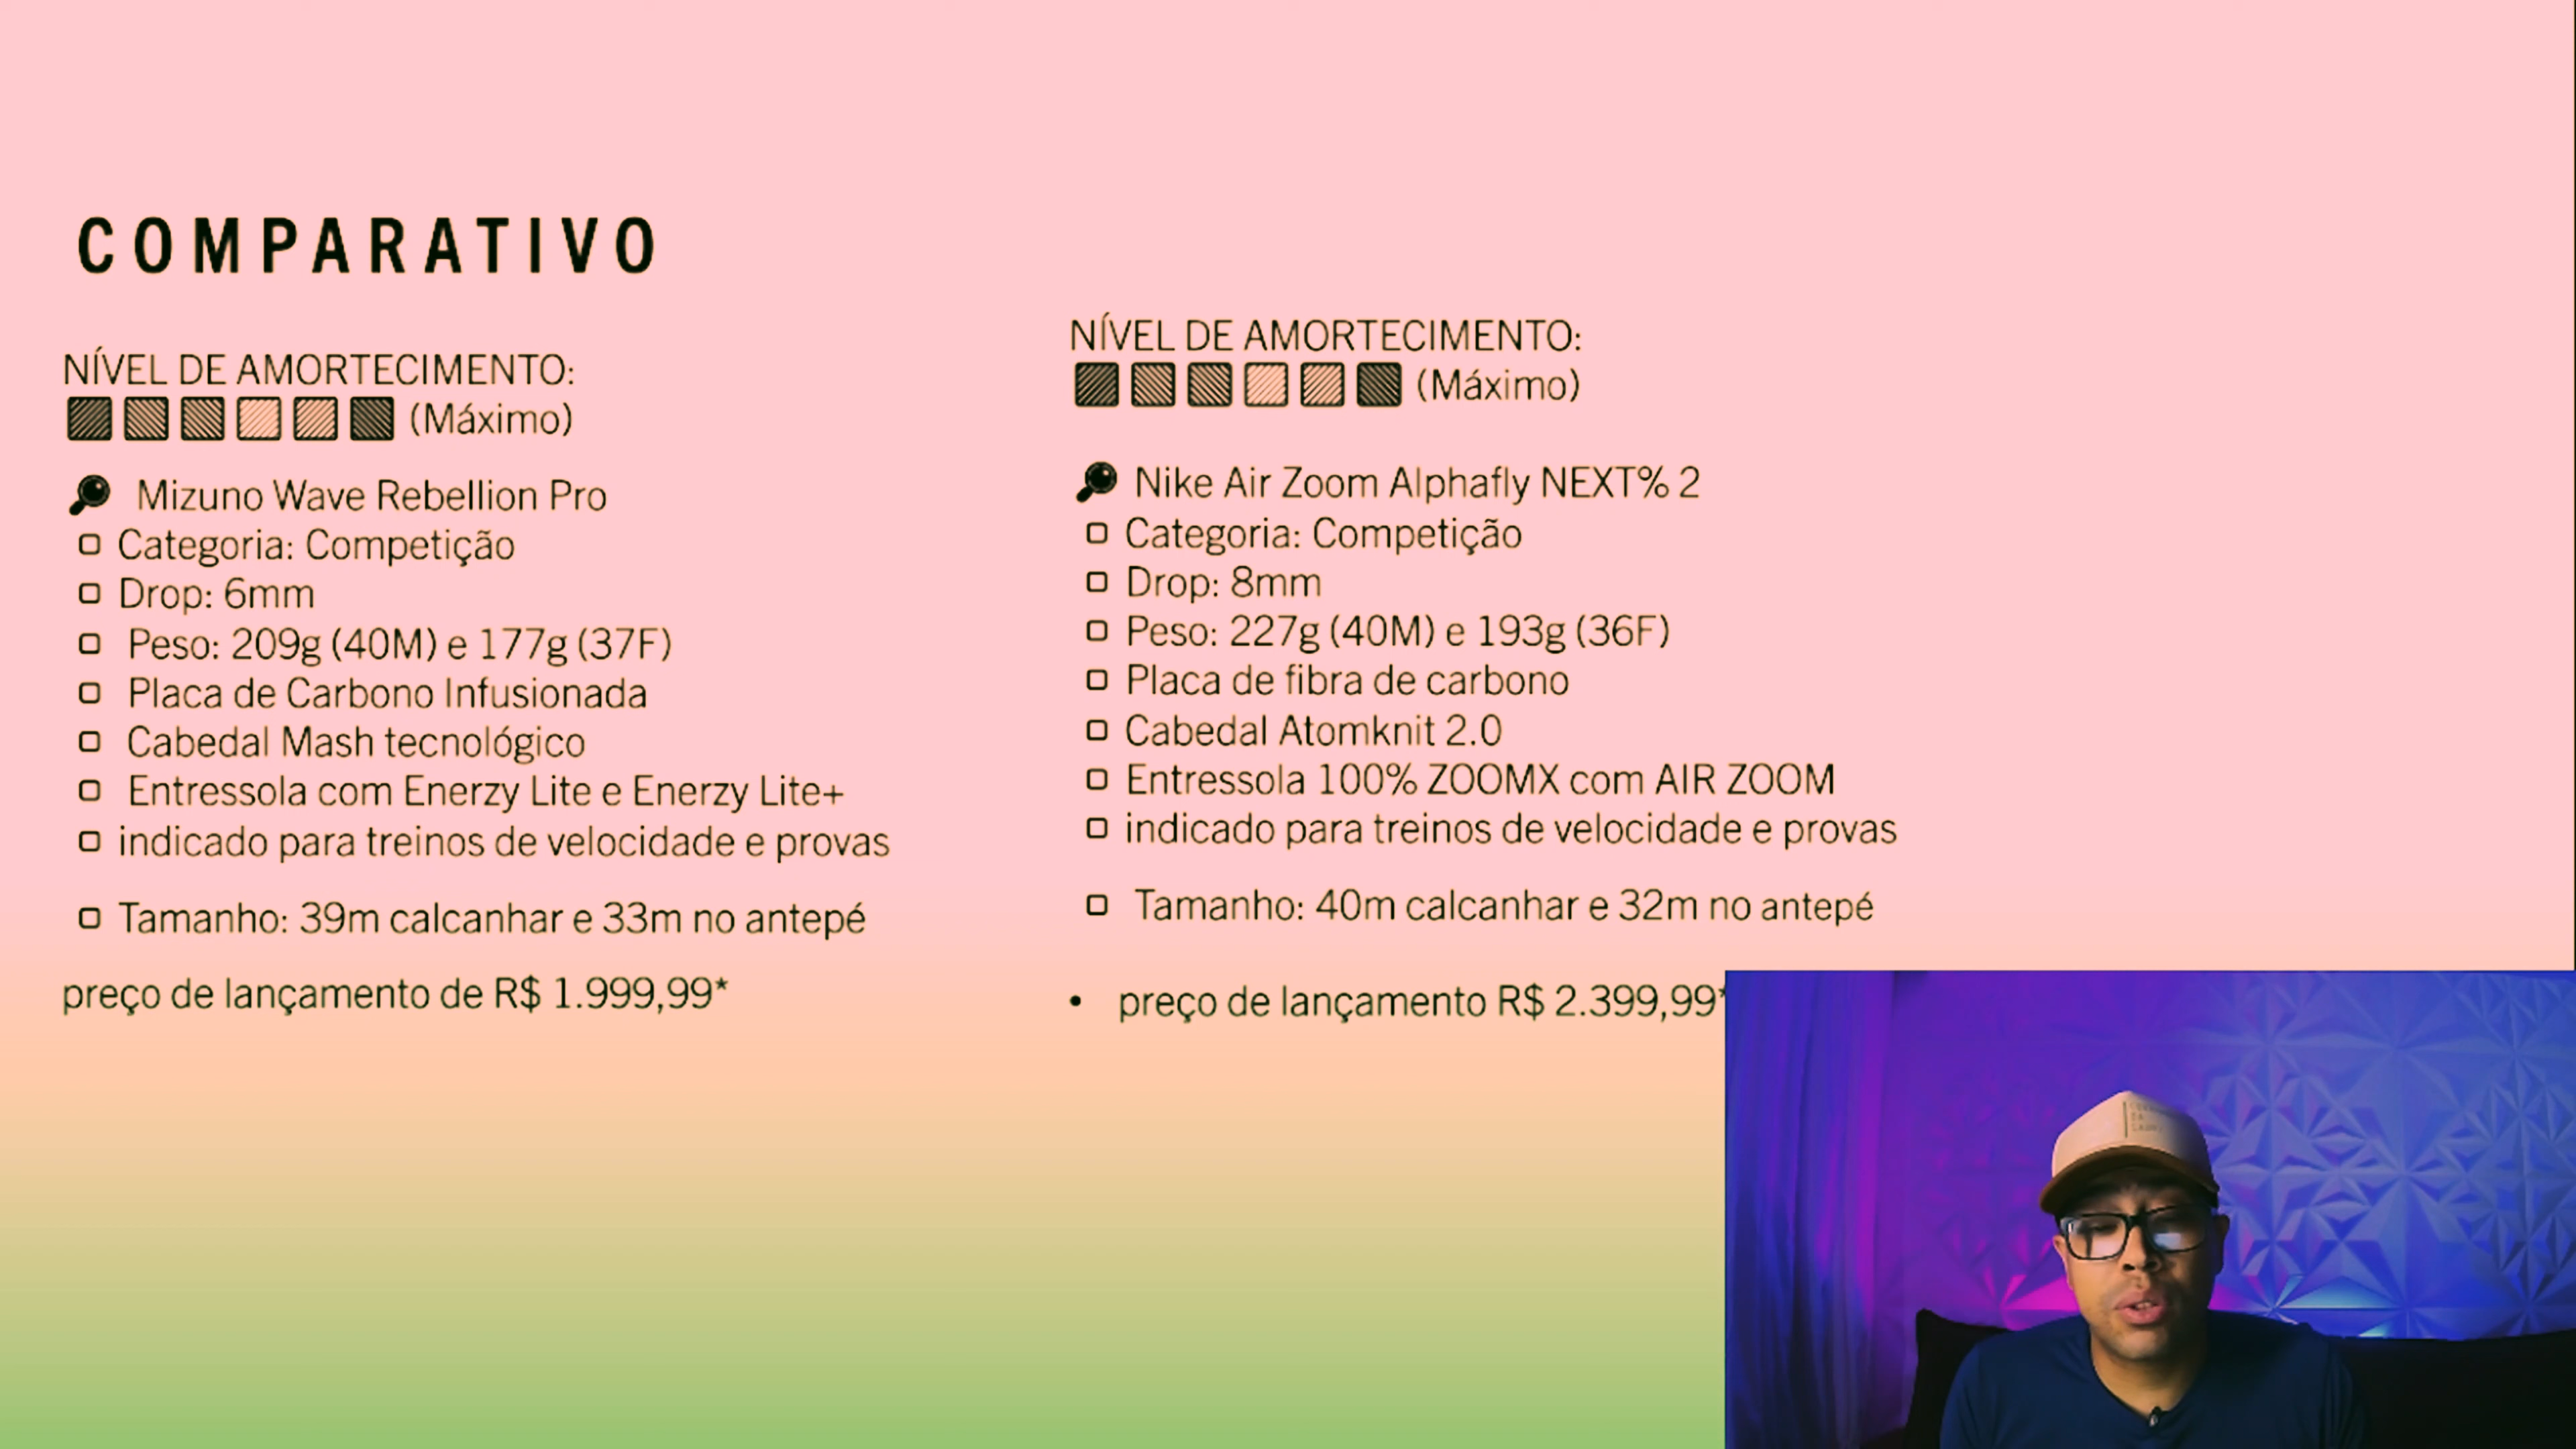 COMPARATIVO
NÍVEL DE AMORTECIMENTO:
(Máximo)
Mizuno Wave Rebellion Pro
Categoria: Competição
Drop: 6mm
Peso: 209g (40M) e 177g (37F)
Placa de Carbono Infusionada
Cabedal Mash tecnológico
Entressola com Enerzy Lite e Enerzy Lite+
indicado para treinos de velocidade e provas
Tamanho: 39m calcanhar e 33m no antepé
preço de lançamento de R$ 1.999,99*
NÍVEL DE AMORTECIMENTO:
(Máximo)
Nike Air Zoom Alphafly NEXT% 2
Categoria: Competição
Drop: 8mm
Peso: 227g (40M) e 193g (36F)
Placa de fibra de carbono
Cabedal Atomknit 2.0
Entressola 100% ZOOMX com AIR ZOOM
indicado para treinos de velocidade e provas
Tamanho: 40m calcanhar e 32m no antepé
• preço de lançamento R$ 2.399,99*